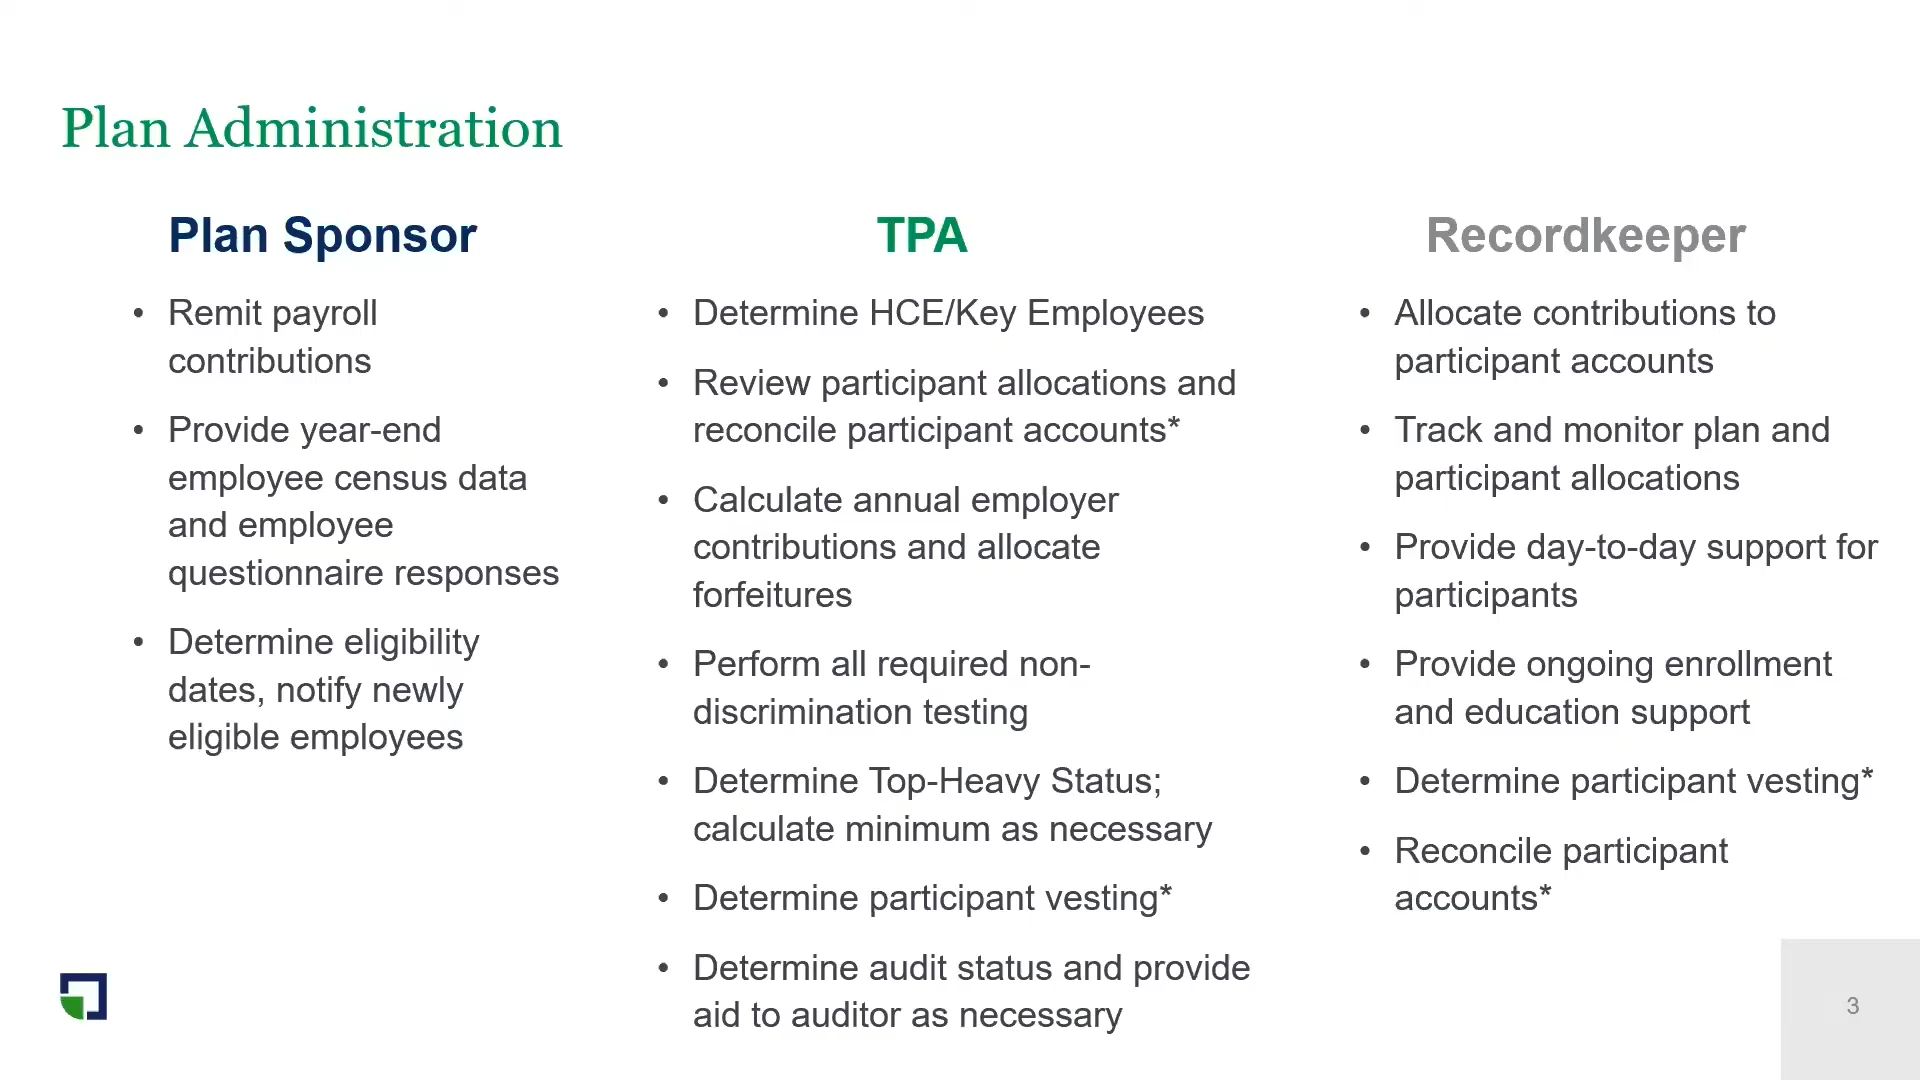 Plan Administration
Plan Sponsor
• Remit payroll
contributions
• Provide year-end
employee census data
and employee
questionnaire responses
• Determine eligibility
dates, notify newly
eligible employees
TPA
• Determine HCE/Key Employees
• Review participant allocations and
reconcile participant accounts*
• Calculate annual employer
contributions and allocate
forfeitures
• Perform all required non-
discrimination testing
• Determine Top-Heavy Status;
calculate minimum as necessary
• Determine participant vesting*
• Determine audit status and provide
aid to auditor as necessary
Recordkeeper
• Allocate contributions to
participant accounts
• Track and monitor plan and
participant allocations
• Provide day-to-day support for
participants
• Provide ongoing enrollment
and education support
• Determine participant vesting*
• Reconcile participant
accounts*
3